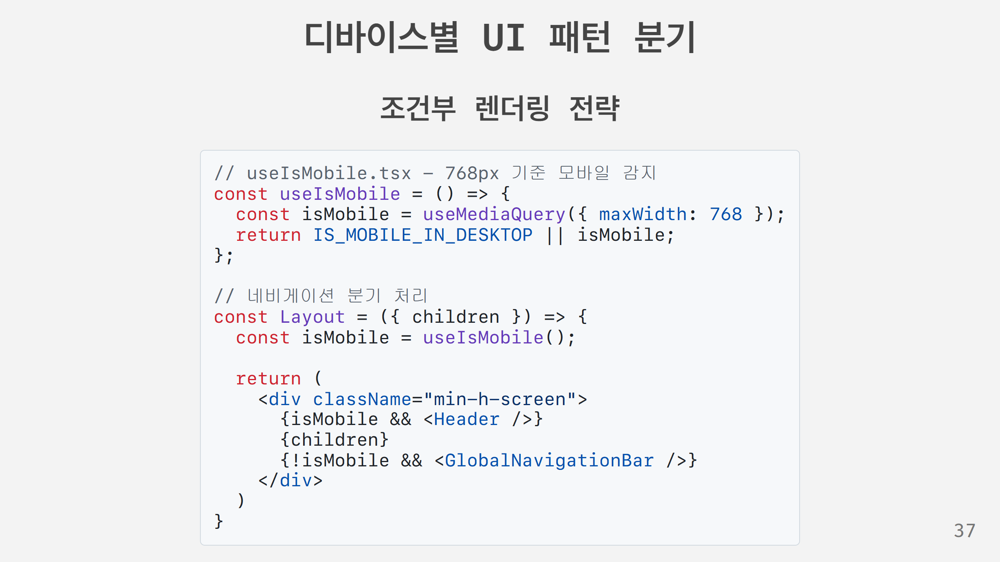 디바이스별 UI 패턴 분기
조건부 렌더링 전략
// useIsMobile.tsx - 768px 기준 모바일 감지
const useIsMobile = () => {
  const isMobile = useMediaQuery({ maxWidth: 768 });
  return IS_MOBILE_IN_DESKTOP || isMobile;
};

// 네비게이션 분기 처리
const Layout = ({ children }) => {
  const isMobile = useIsMobile();

  return (
    <div className="min-h-screen">
      {isMobile && <Header />}
      {children}
      {!isMobile && <GlobalNavigationBar />}
    </div>
  )
}
37